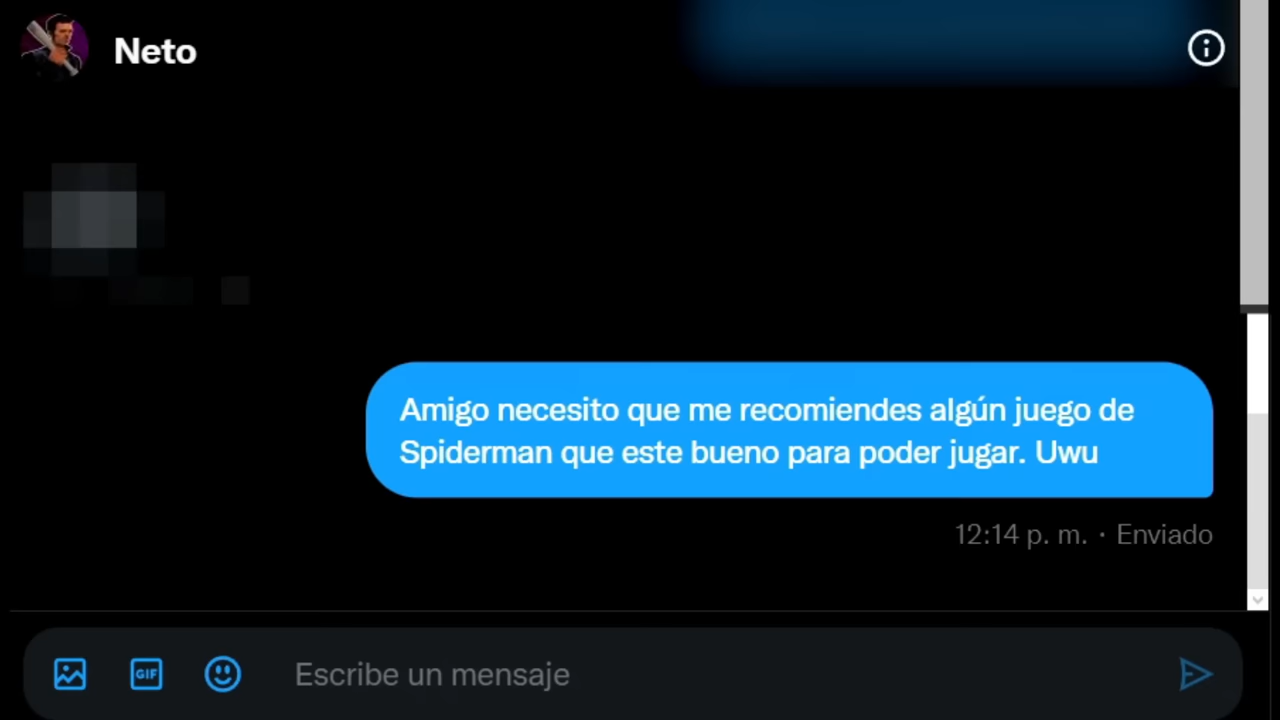 Neto
Amigo necesito que me recomiendes algún juego de
Spiderman que este bueno para poder jugar. Uwu
12:14 p. m. · Enviado
GIF
Escribe un mensaje